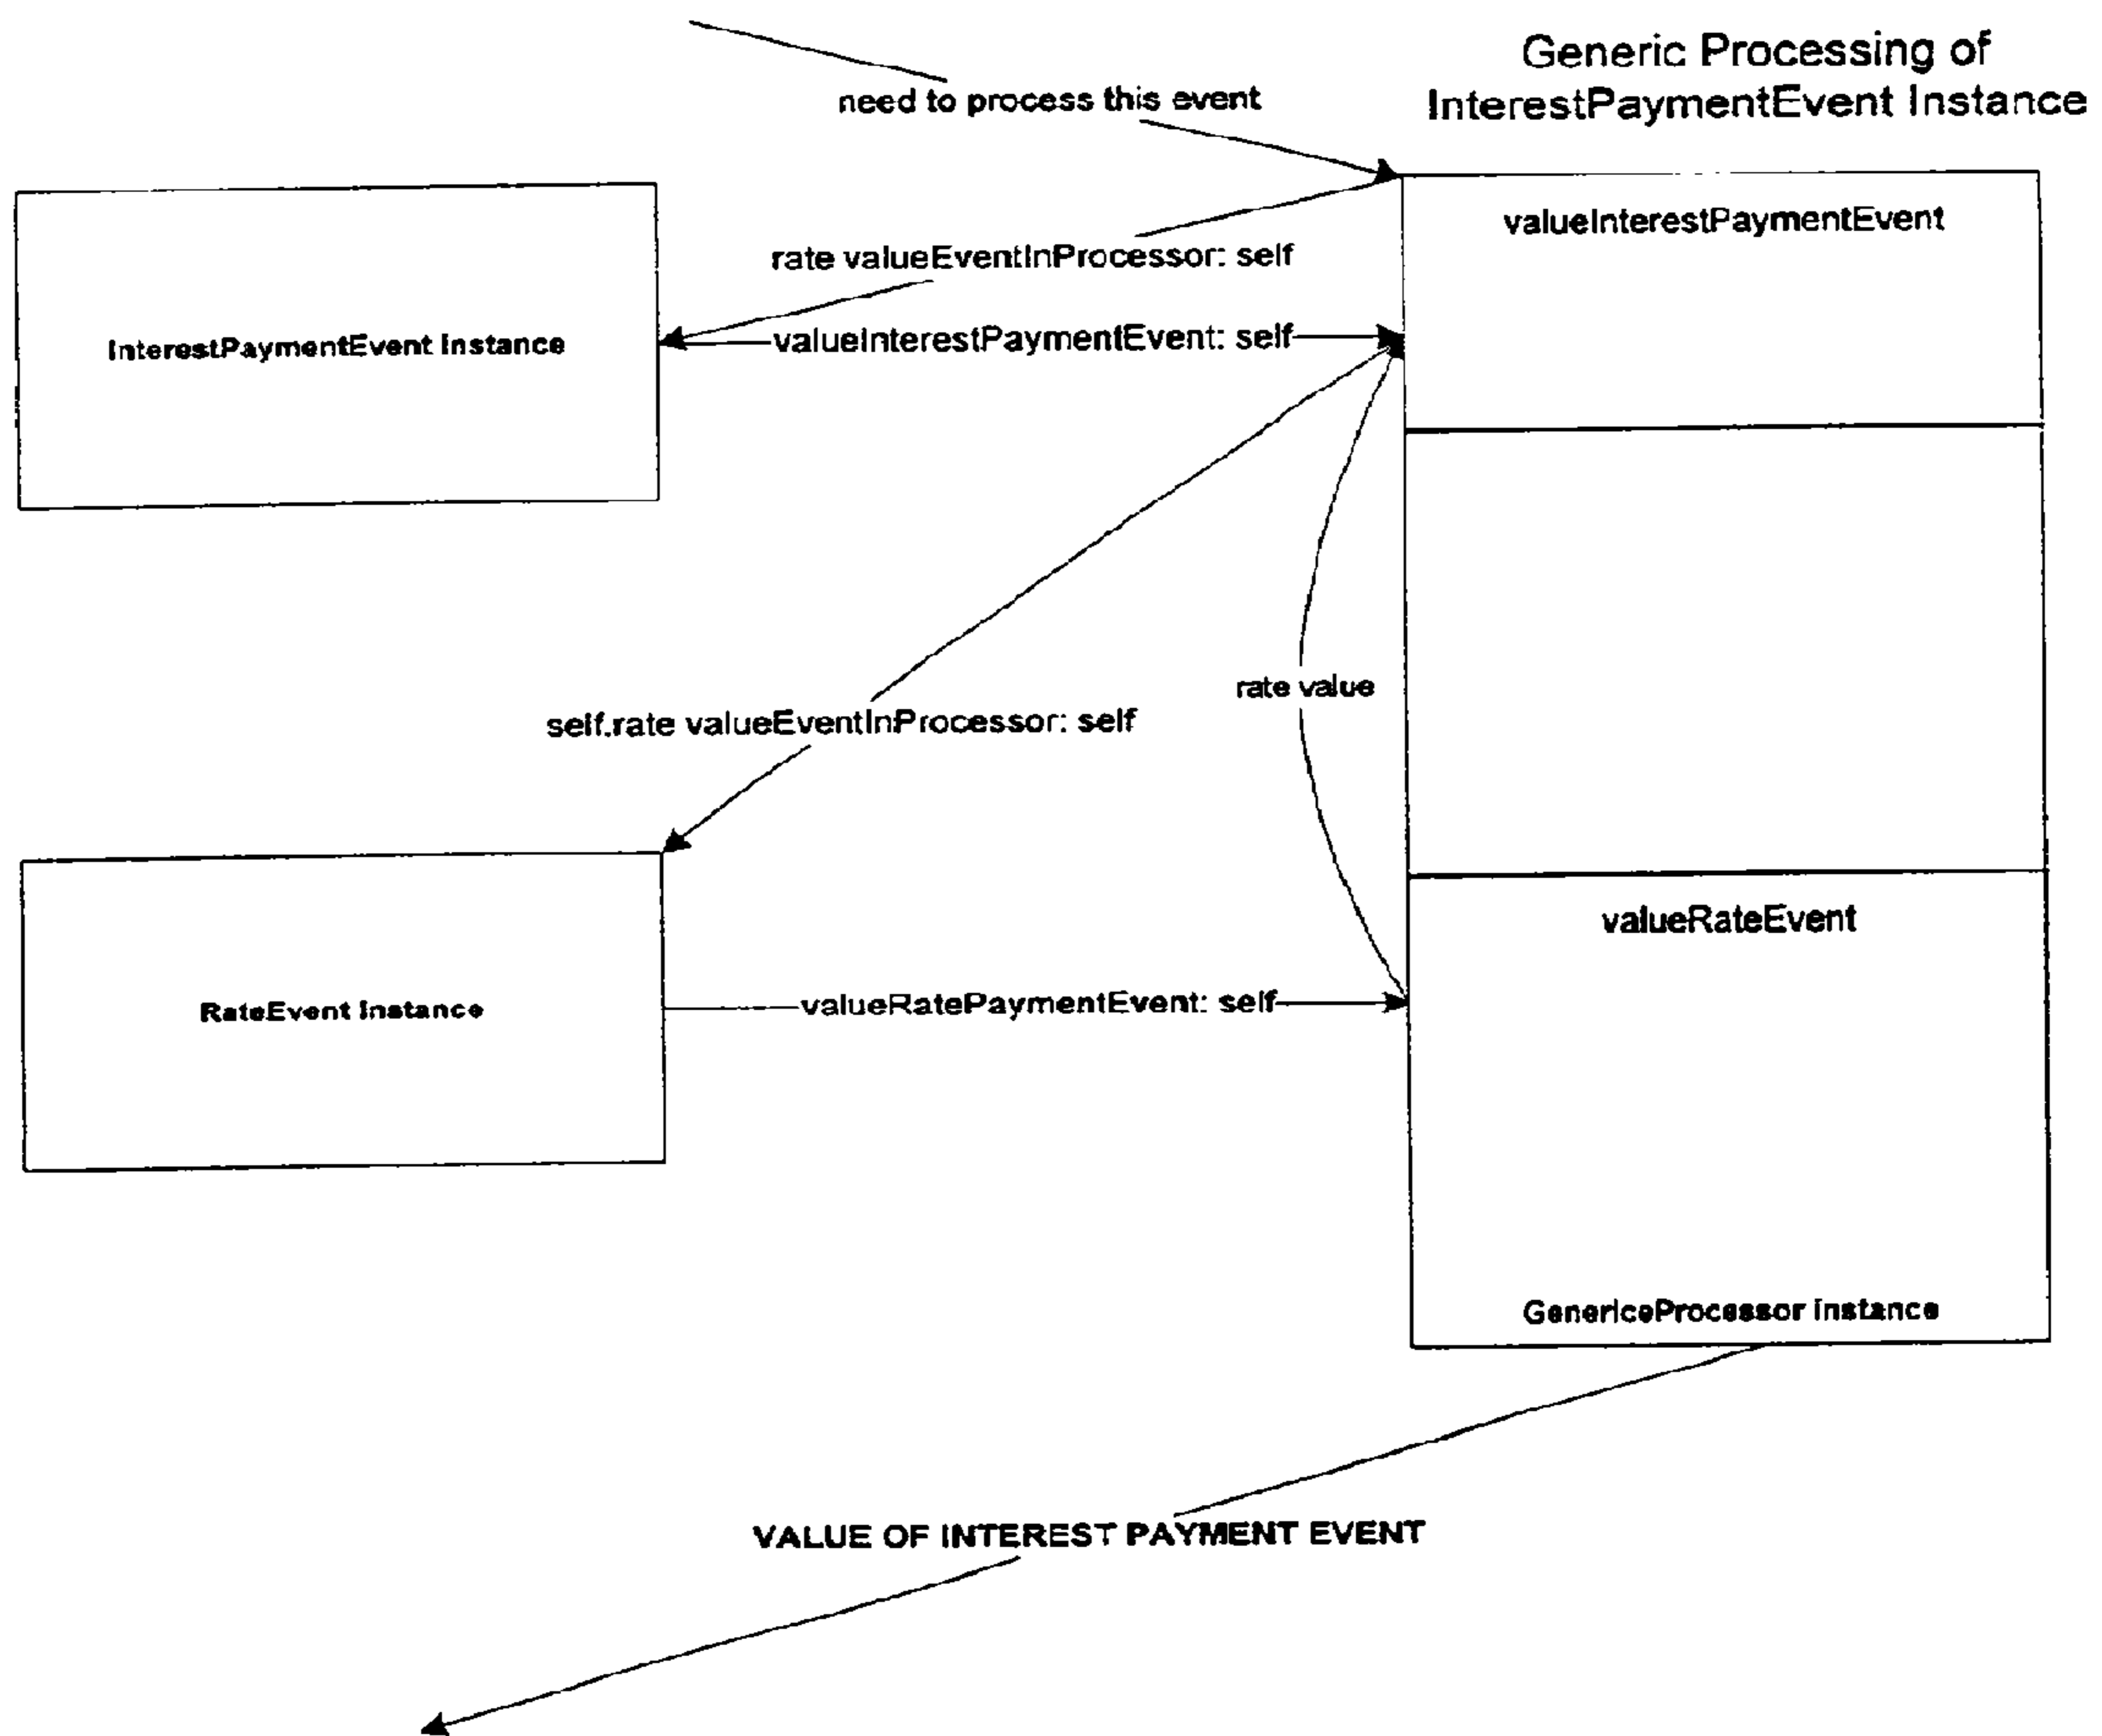 Generic Processing of
InterestPaymentEvent Instance
need to process this event
valueInterestPaymentEvent
rate valueEventInProcessor: self
InterestPaymentEvent Instance
valueInterestPaymentEvent: self
rate value
self.rate valueEventInProcessor: self
valueRateEvent
RateEvent Instance
valueRatePaymentEvent: self
GenericeProcessor instance
VALUE OF INTEREST PAYMENT EVENT